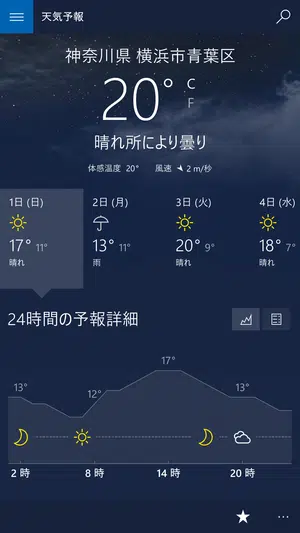 天気予報
神奈川県 横浜市青葉区
20° C
F
晴れ所により曇り
体感温度 20° 風速 2 m/秒
1日 (日) 2日 (月) 3日 (火) 4日 (水)
17° 11° 13° 11° 20° 9° 18° 7°
晴れ 雨 晴れ 晴れ
24時間の予報詳細
17°
13° 12° 13°
2 時 8 時 14 時 20 時